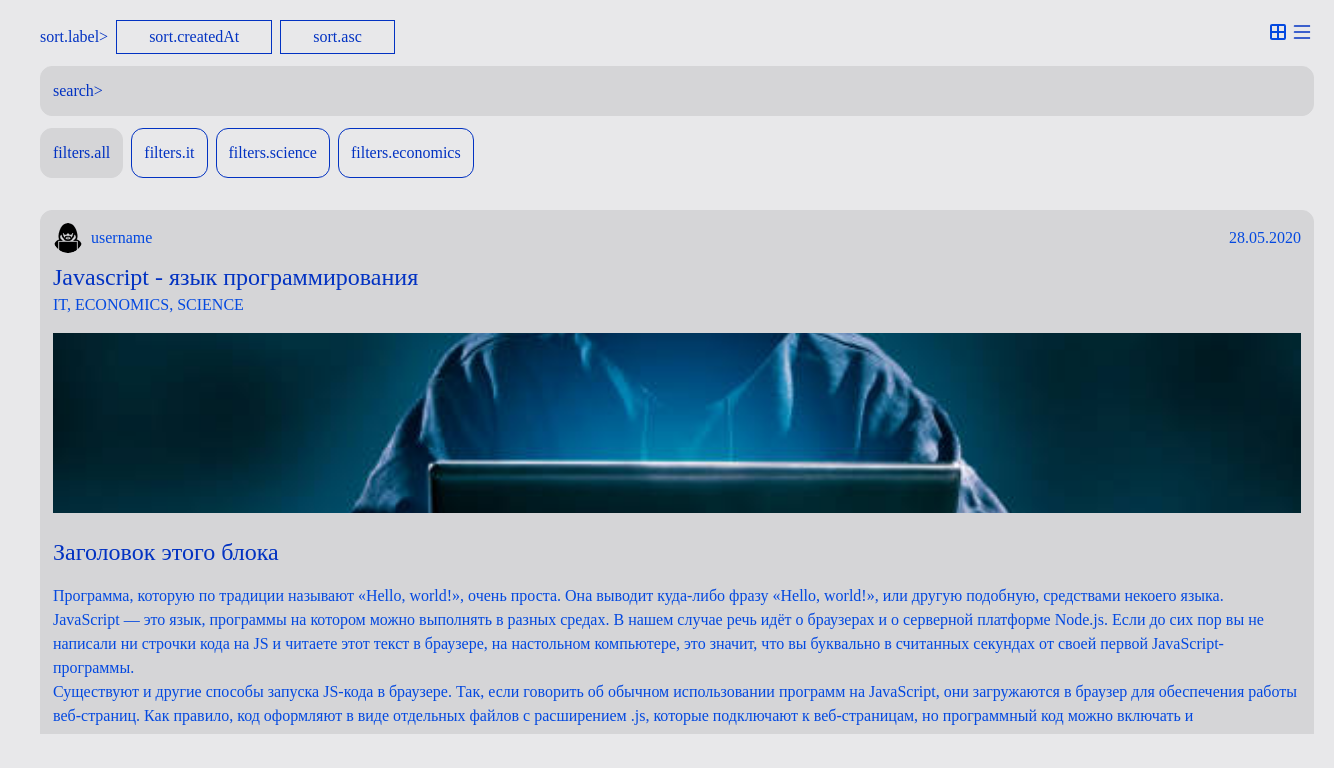 sort.label> sort.createdAt sort.asc
search>
filters.all filters.it filters.science filters.economics
username 28.05.2020
Javascript - язык программирования
IT, ECONOMICS, SCIENCE
Заголовок этого блока
Программа, которую по традиции называют «Hello, world!», очень проста. Она выводит куда-либо фразу «Hello, world!», или другую подобную, средствами некоего языка.
JavaScript — это язык, программы на котором можно выполнять в разных средах. В нашем случае речь идёт о браузерах и о серверной платформе Node.js. Если до сих пор вы не
написали ни строчки кода на JS и читаете этот текст в браузере, на настольном компьютере, это значит, что вы буквально в считанных секундах от своей первой JavaScript-
программы.
Существуют и другие способы запуска JS-кода в браузере. Так, если говорить об обычном использовании программ на JavaScript, они загружаются в браузер для обеспечения работы
веб-страниц. Как правило, код оформляют в виде отдельных файлов с расширением .js, которые подключают к веб-страницам, но программный код можно включать и